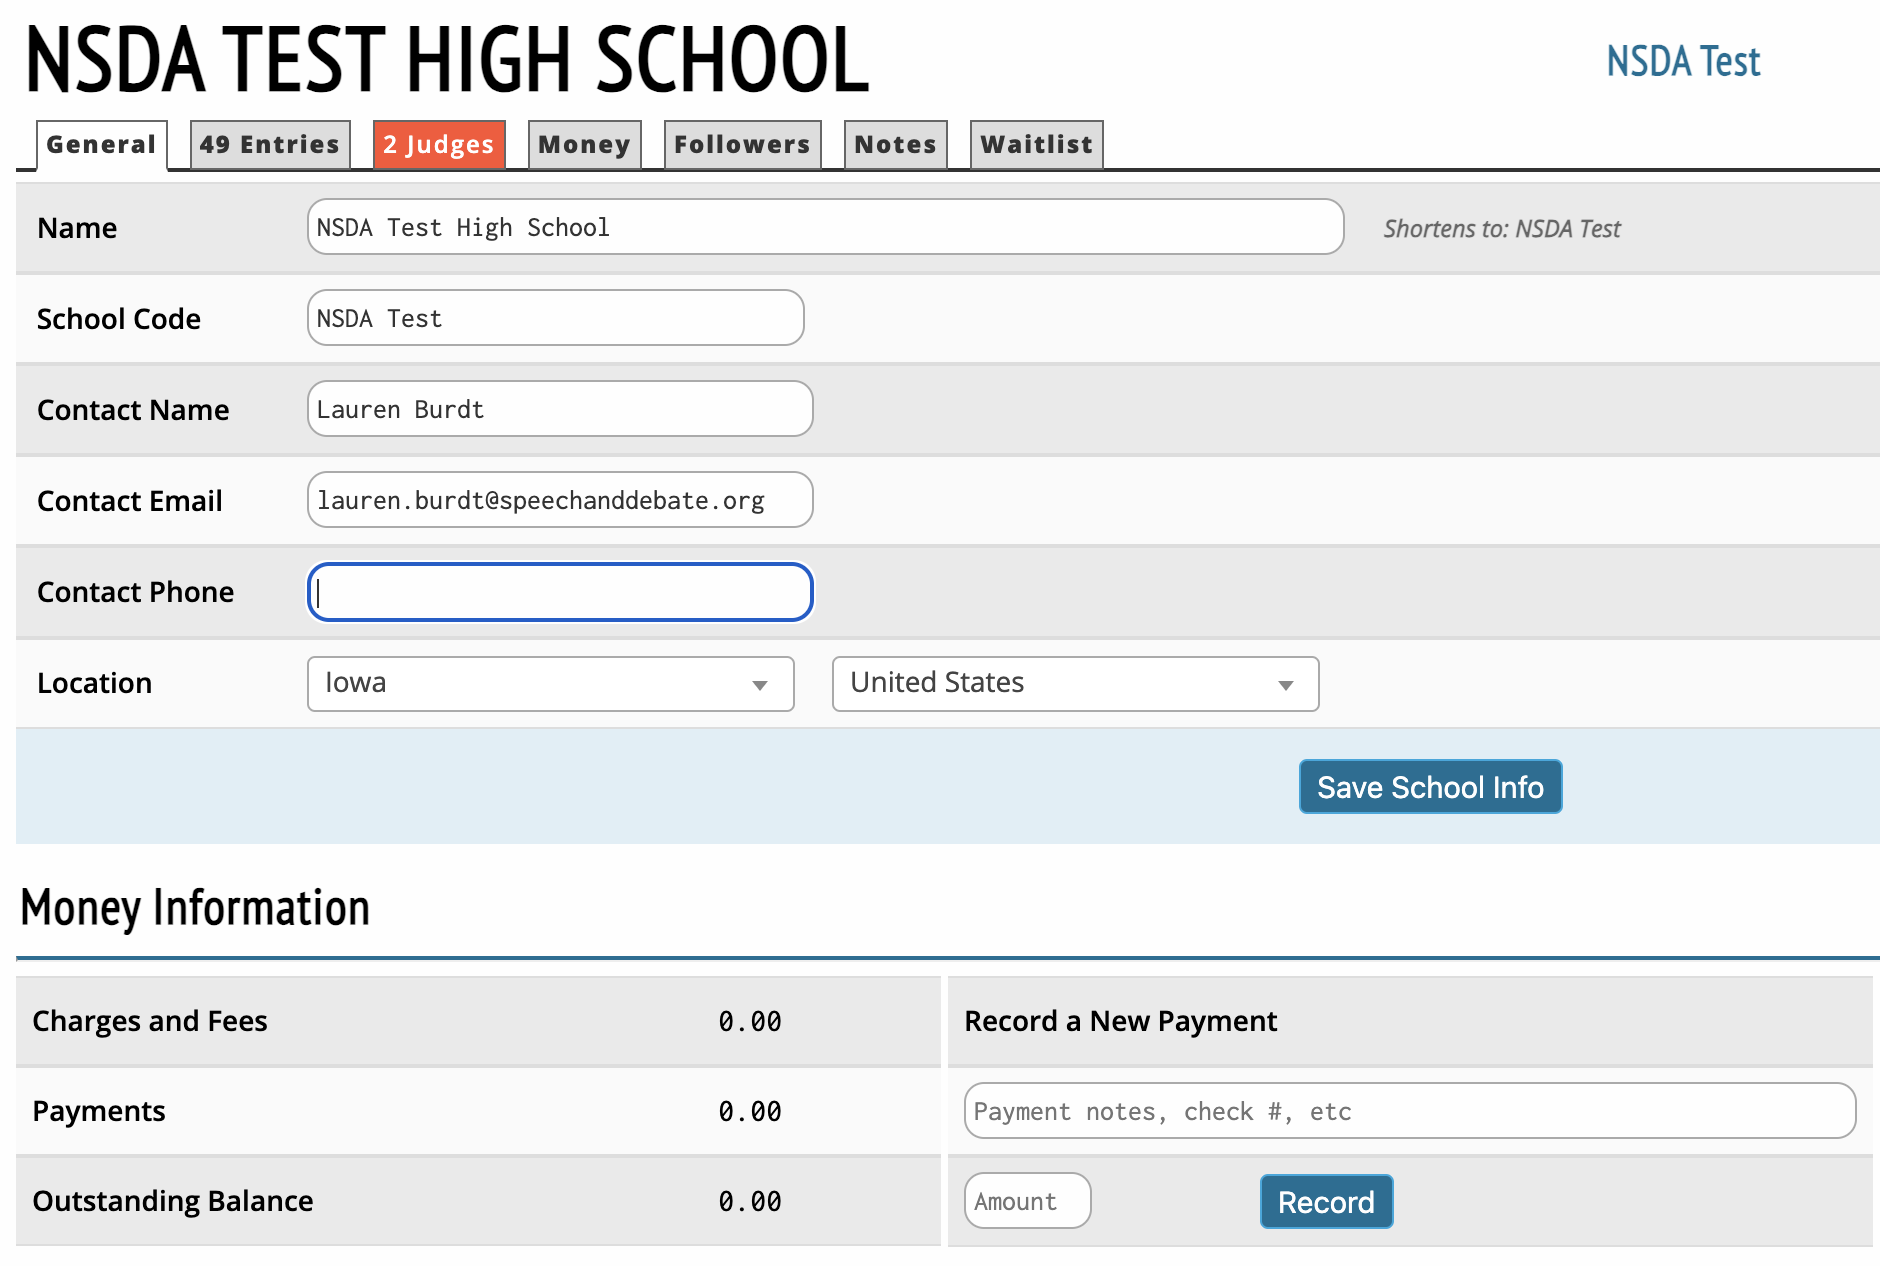 NSDA TEST HIGH SCHOOL
NSDA Test
General 49 Entries 2 Judges Money Followers Notes Waitlist
Name NSDA Test High School Shortens to: NSDA Test
School Code NSDA Test
Contact Name Lauren Burdt
Contact Email lauren.burdt@speechanddebate.org
Contact Phone
Location Iowa United States
Save School Info
Money Information
Charges and Fees 0.00 Record a New Payment
Payments 0.00 Payment notes, check #, etc
Outstanding Balance 0.00 Amount Record